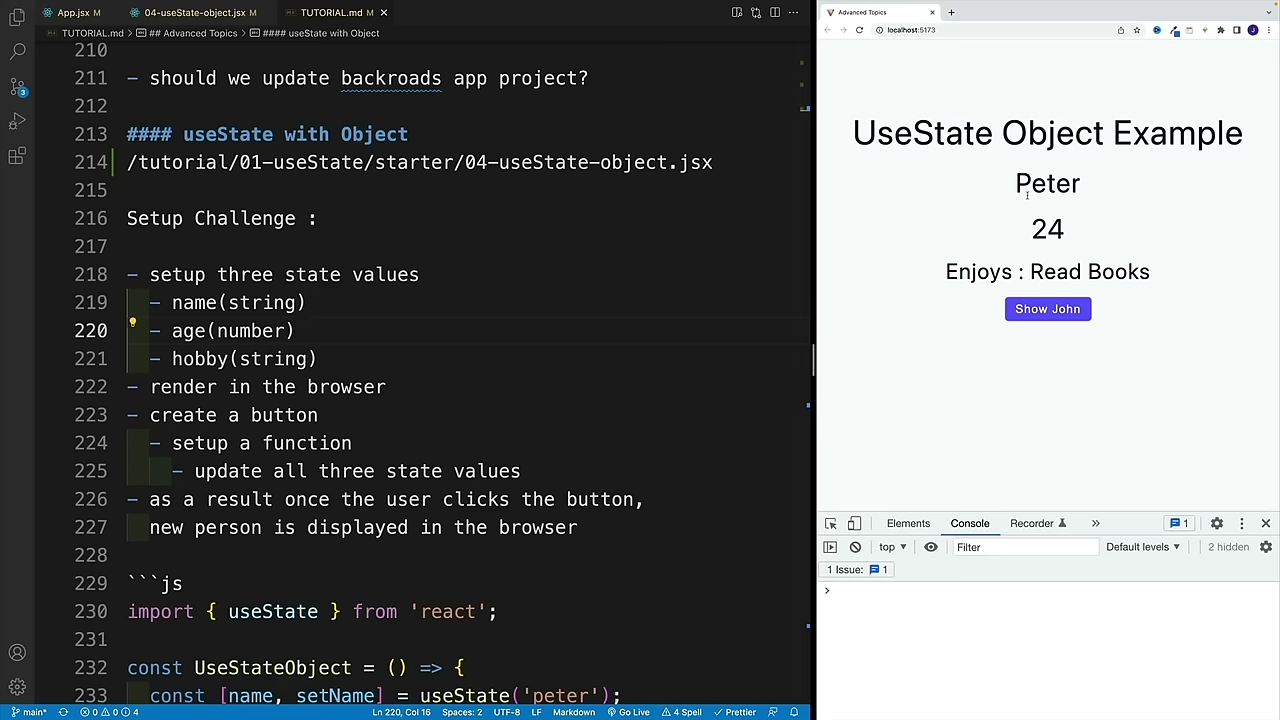 App.jsx M
04-useState-object.jsx M
TUTORIAL.md M
TUTORIAL.md > ## Advanced Topics > #### useState with Object
210
211 - should we update backroads app project?
212
213 #### useState with Object
214 /tutorial/01-useState/starter/04-useState-object.jsx
215
216 Setup Challenge :
217
218 - setup three state values
219 - name(string)
220 - age(number)
221 - hobby(string)
222 - render in the browser
223 - create a button
224 - setup a function
225 - update all three state values
226 - as a result once the user clicks the button,
227 new person is displayed in the browser
228
229 ```js
230 import { useState } from 'react';
231
232 const UseStateObject = () => {
233 const [name, setName] = useState('peter');
3
main* 0 0 4 Ln 220, Col 16 Spaces: 2 UTF-8 LF Markdown Go Live 4 Spell Prettier
Advanced Topics
localhost:5173
J
UseState Object Example
Peter
24
Enjoys : Read Books
Show John
Elements Console Recorder 1
top Filter Default levels 2 hidden
1 Issue: 1